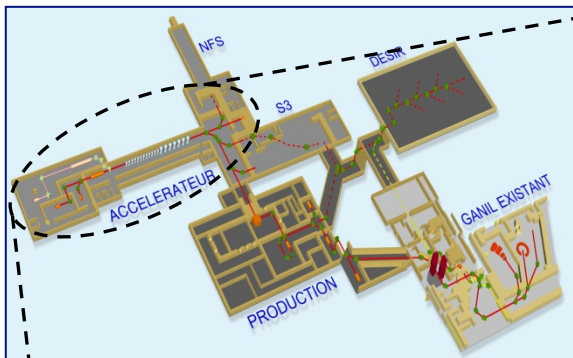 NFS
DESIR
S3
ACCELERATEUR
GANIL EXISTANT
PRODUCTION